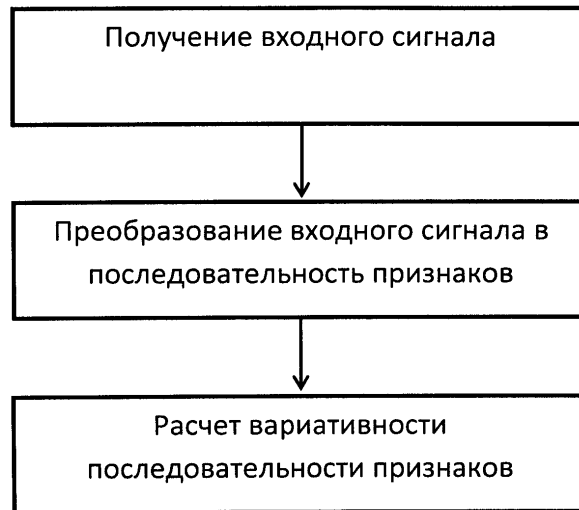 Получение входного сигнала
Преобразование входного сигнала в
последовательность признаков
Расчет вариативности
последовательности признаков